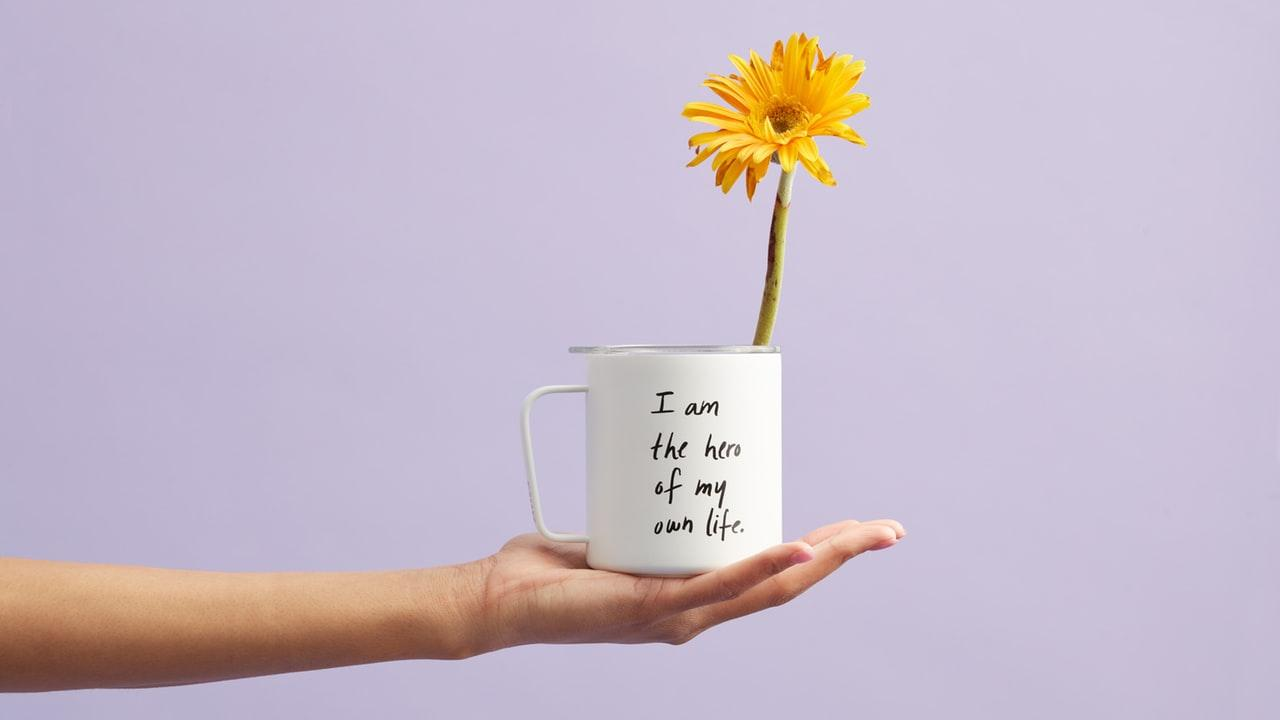 I am
the hero
of my
own life.